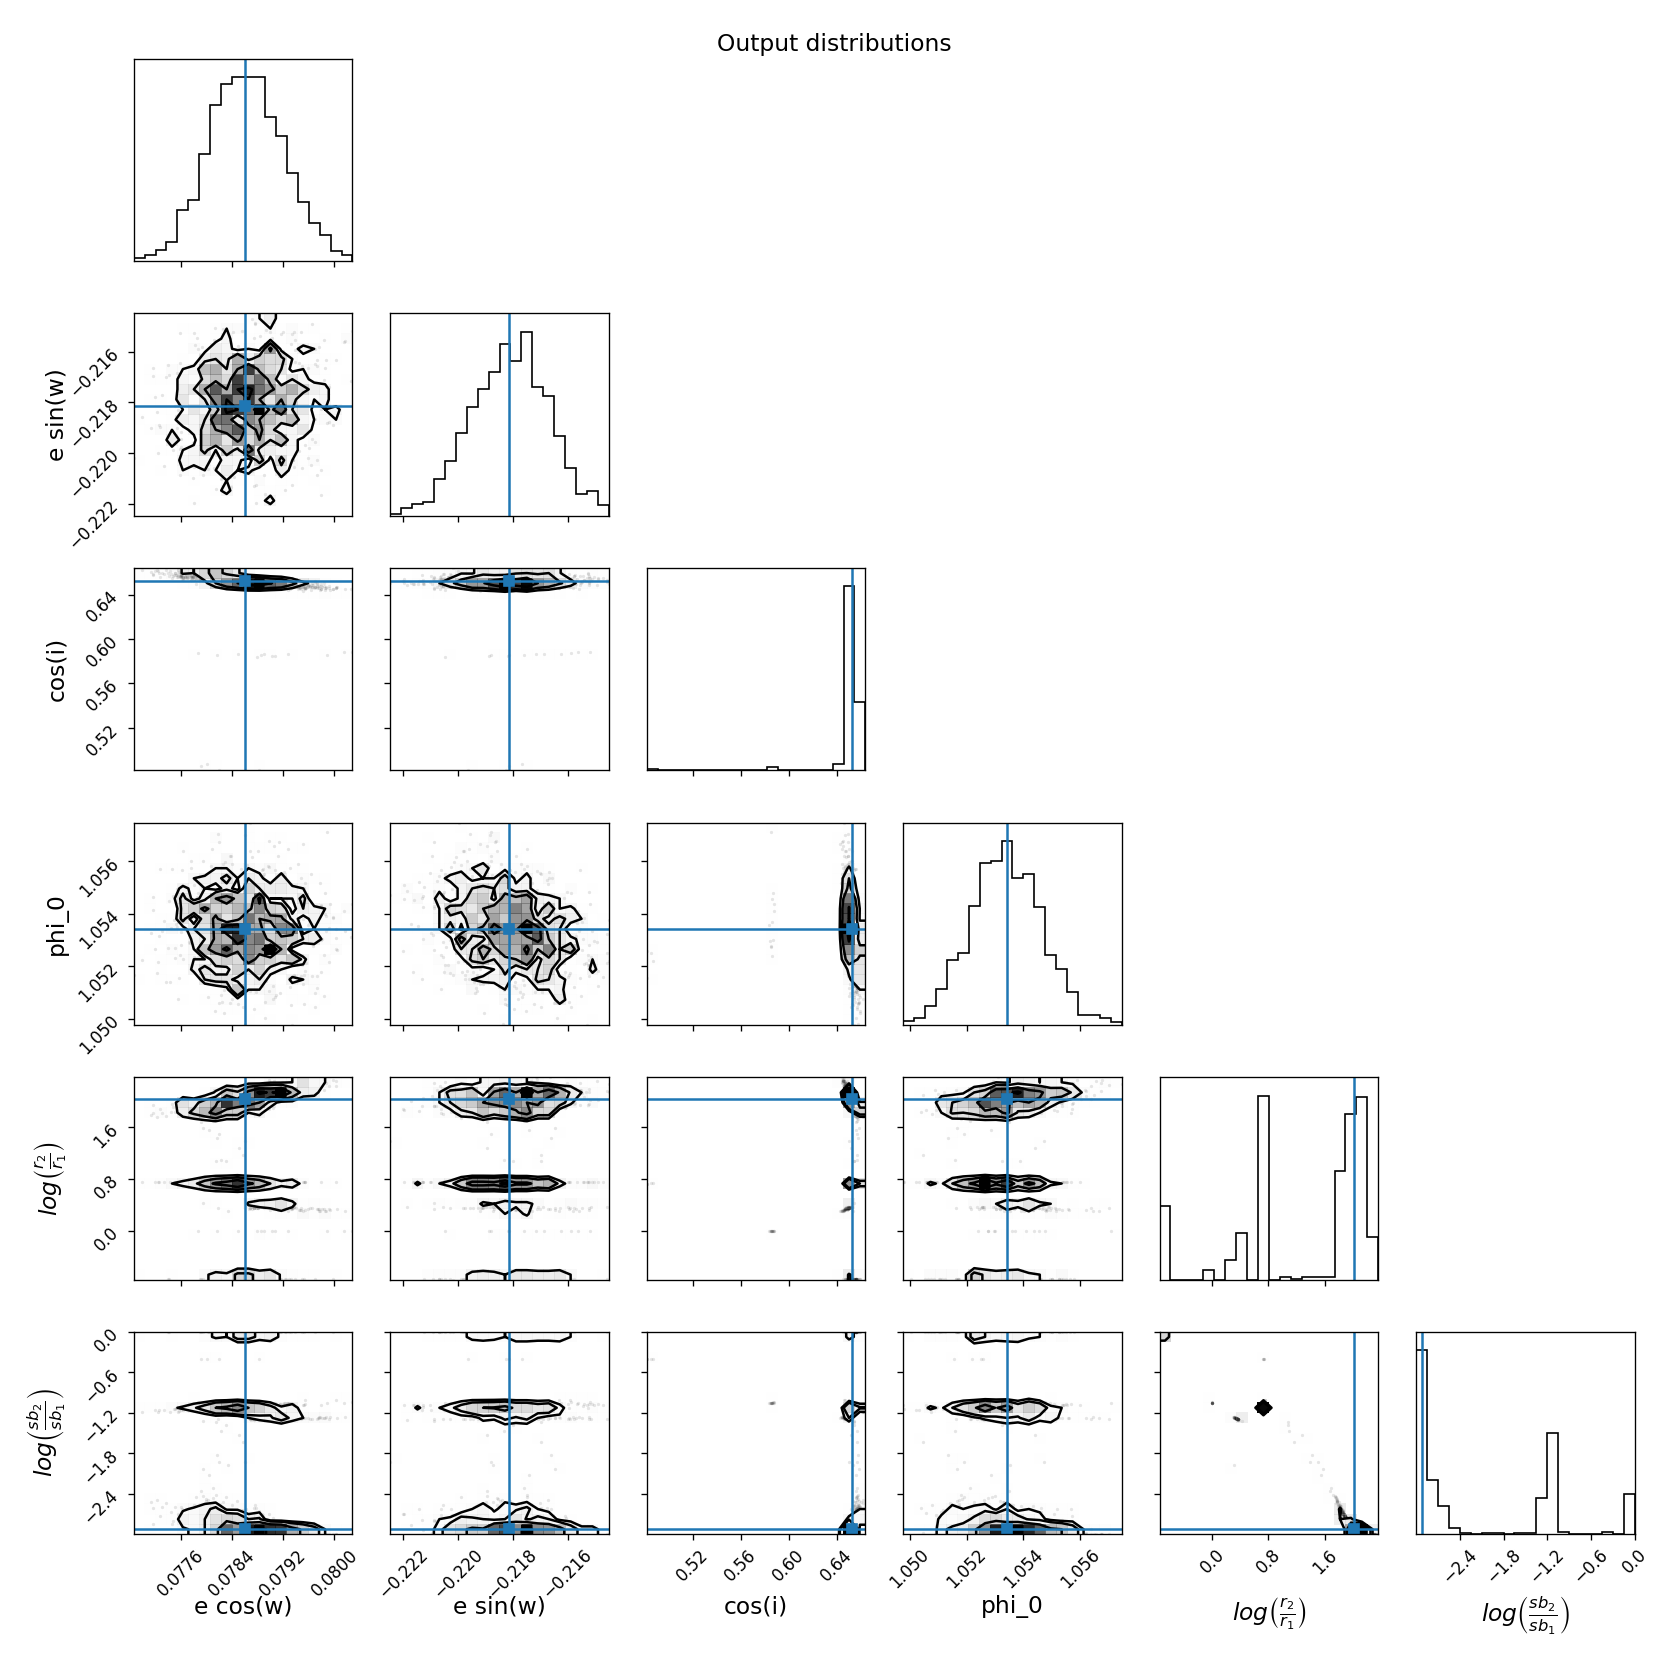 Output distributions
e sin(w)
−0.216
−0.218
−0.220
−0.222
cos(i)
0.64
0.60
0.56
0.52
phi_0
1.056
1.054
1.052
1.050
log(r2/r1)
1.6
0.8
0.0
log(sb2/sb1)
0.0
−0.6
−1.2
−1.8
−2.4
0.0776 0.0784 0.0792 0.0800
−0.222 −0.220 −0.218 −0.216
0.52 0.56 0.60 0.64
1.050 1.052 1.054 1.056
0.0 0.8 1.6
−2.4 −1.8 −1.2 −0.6 0.0
e cos(w) e sin(w) cos(i) phi_0 log(r2/r1) log(sb2/sb1)